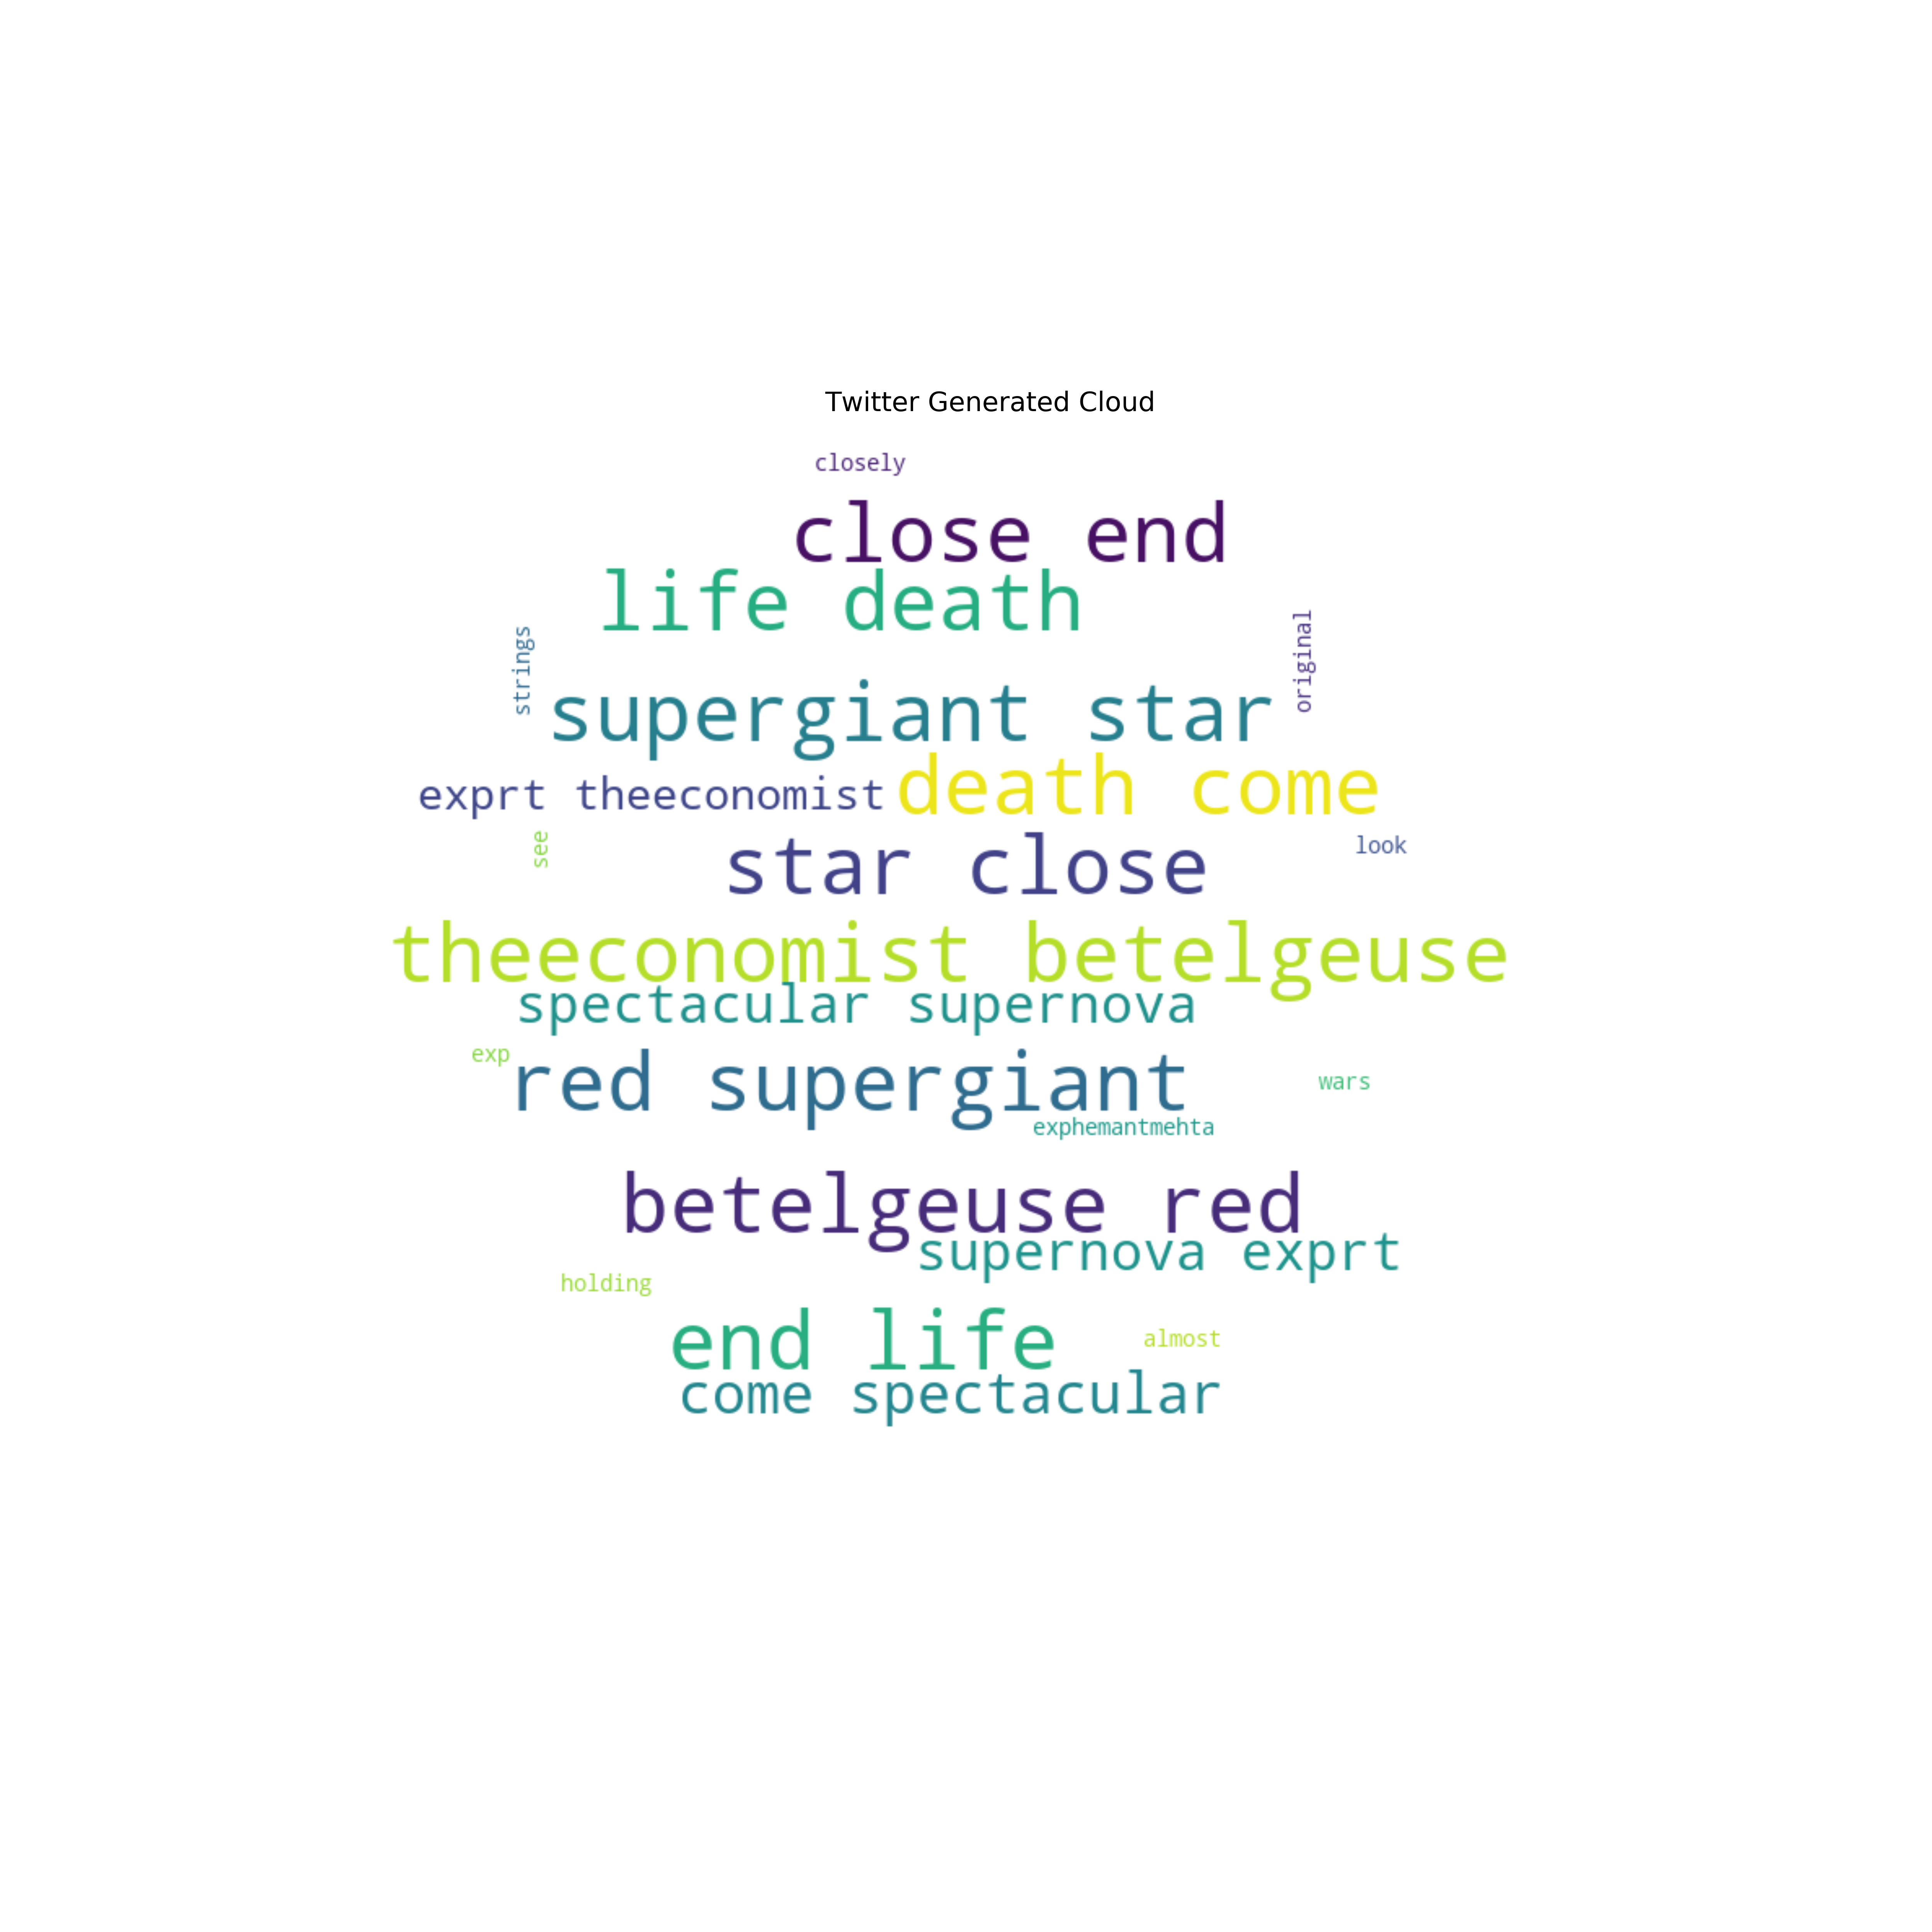 Twitter Generated Cloud
closely
close end
life death
strings
original
supergiant star
exprt theeconomist
death come
see
star close
look
theeconomist betelgeuse
spectacular supernova
exp
red supergiant
wars
exphemantmehta
betelgeuse red
supernova exprt
holding
end life
almost
come spectacular